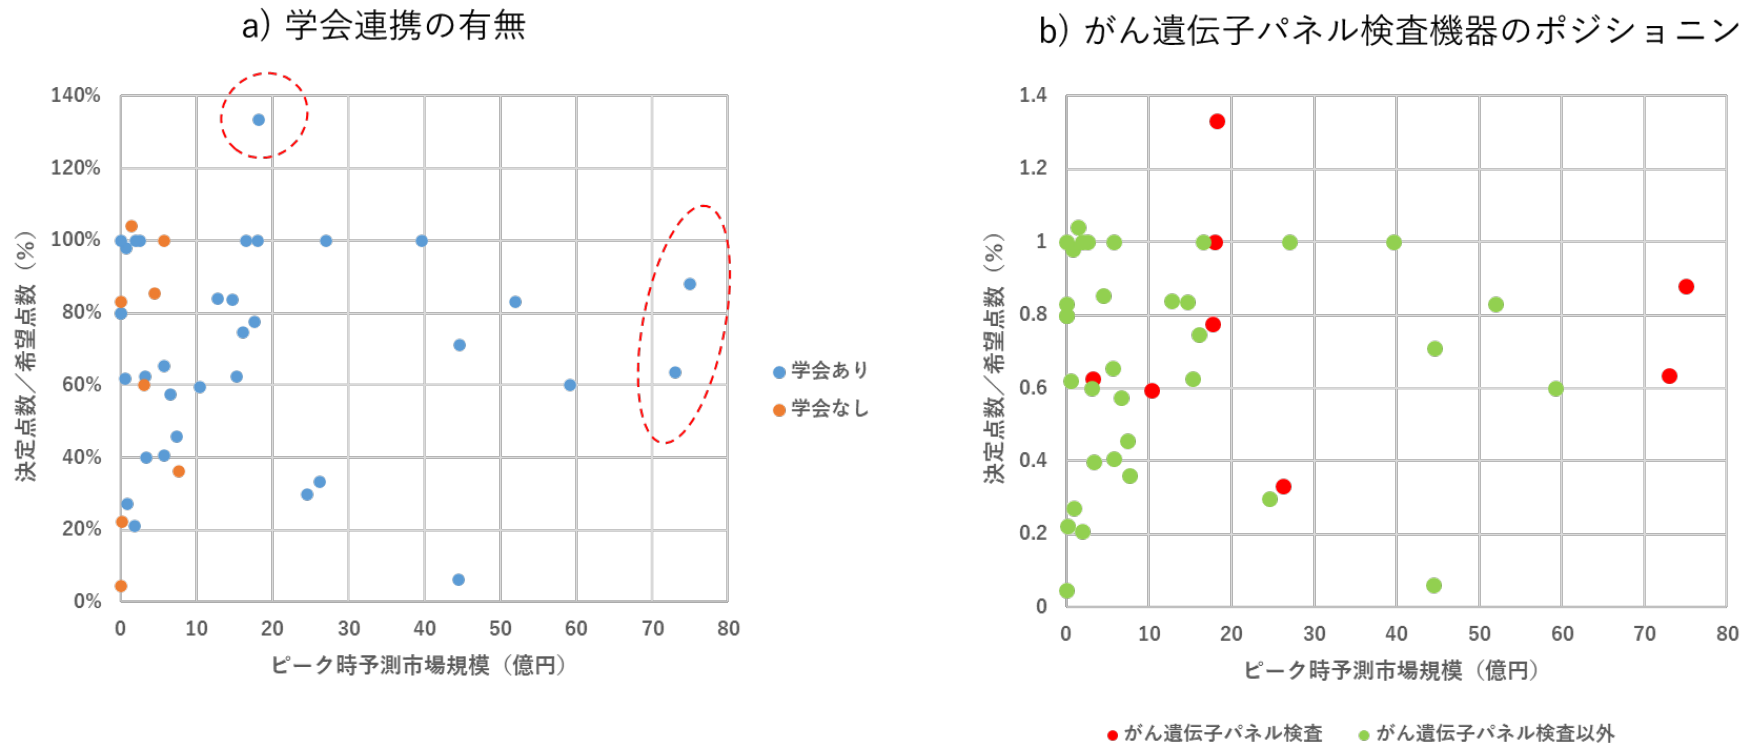 a) 学会連携の有無
140%
120%
100%
80%
60%
40%
20%
0%
0 10 20 30 40 50 60 70 80
決定点数／希望点数（%）
ピーク時予測市場規模（億円）
学会あり
学会なし
b) がん遺伝子パネル検査機器のポジショニン
1.4
1.2
1
0.8
0.6
0.4
0.2
0
0 10 20 30 40 50 60 70 80
決定点数／希望点数（%）
ピーク時予測市場規模（億円）
がん遺伝子パネル検査 がん遺伝子パネル検査以外